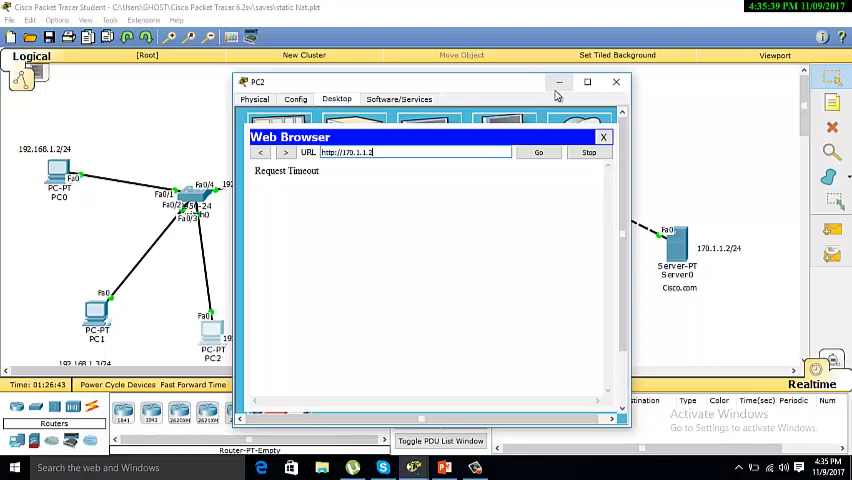 Cisco Packet Tracer Student - C:\Users\GHOST\Cisco Packet Tracer 6.2sv\saves\static Nat.pkt
4:35:39 PM 11/09/2017
File Edit Options View Tools Extensions Help
Logical [Root] New Cluster Move Object Set Tiled Background Viewport
PC2
Physical Config Desktop Software/Services
Web Browser X
< > URL http://170.1.1.2 Go Stop
Request Timeout
192.168.1.2/24
Fa0
PC-PT
PC0
Fa0/4
Fa0/1
Fa0/2
Fa0/3
Fa0
PC-PT
PC1
192.168.1.3/24
Fa0
PC-PT
PC2
Fa0
170.1.1.2/24
Server-PT
Server0
Cisco.com
Time: 01:26:43 Power Cycle Devices Fast Forward Time Realtime
Routers
1841 1941 2620XM 2621XM
Router-PT-Empty
Toggle PDU List Window
Type Color Time(sec) Periodic Num
Activate Windows
Go to Settings to activate Windows.
Search the web and Windows
4:35 PM
11/9/2017